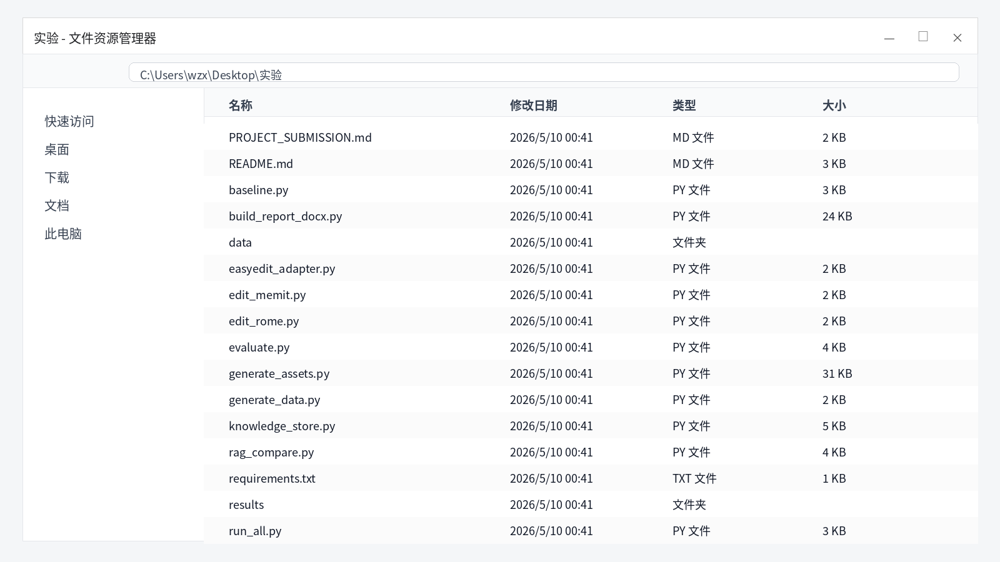 实验 - 文件资源管理器
C:\Users\wzx\Desktop\实验
快速访问
桌面
下载
文档
此电脑
名称 修改日期 类型 大小
PROJECT_SUBMISSION.md 2026/5/10 00:41 MD 文件 2 KB
README.md 2026/5/10 00:41 MD 文件 3 KB
baseline.py 2026/5/10 00:41 PY 文件 3 KB
build_report_docx.py 2026/5/10 00:41 PY 文件 24 KB
data 2026/5/10 00:41 文件夹
easyedit_adapter.py 2026/5/10 00:41 PY 文件 2 KB
edit_memit.py 2026/5/10 00:41 PY 文件 2 KB
edit_rome.py 2026/5/10 00:41 PY 文件 2 KB
evaluate.py 2026/5/10 00:41 PY 文件 4 KB
generate_assets.py 2026/5/10 00:41 PY 文件 31 KB
generate_data.py 2026/5/10 00:41 PY 文件 2 KB
knowledge_store.py 2026/5/10 00:41 PY 文件 5 KB
rag_compare.py 2026/5/10 00:41 PY 文件 4 KB
requirements.txt 2026/5/10 00:41 TXT 文件 1 KB
results 2026/5/10 00:41 文件夹
run_all.py 2026/5/10 00:41 PY 文件 3 KB